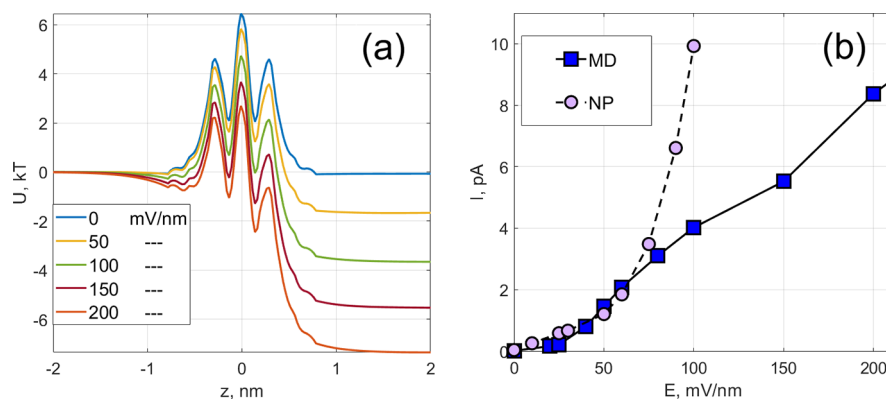 (a)
U, kT
6
4
2
0
-2
-4
-6
0 mV/nm
50 ---
100 ---
150 ---
200 ---
-2 -1 0 1 2
z, nm
(b)
I, pA
10
8
6
4
2
0
MD
NP
0 50 100 150 200
E, mV/nm